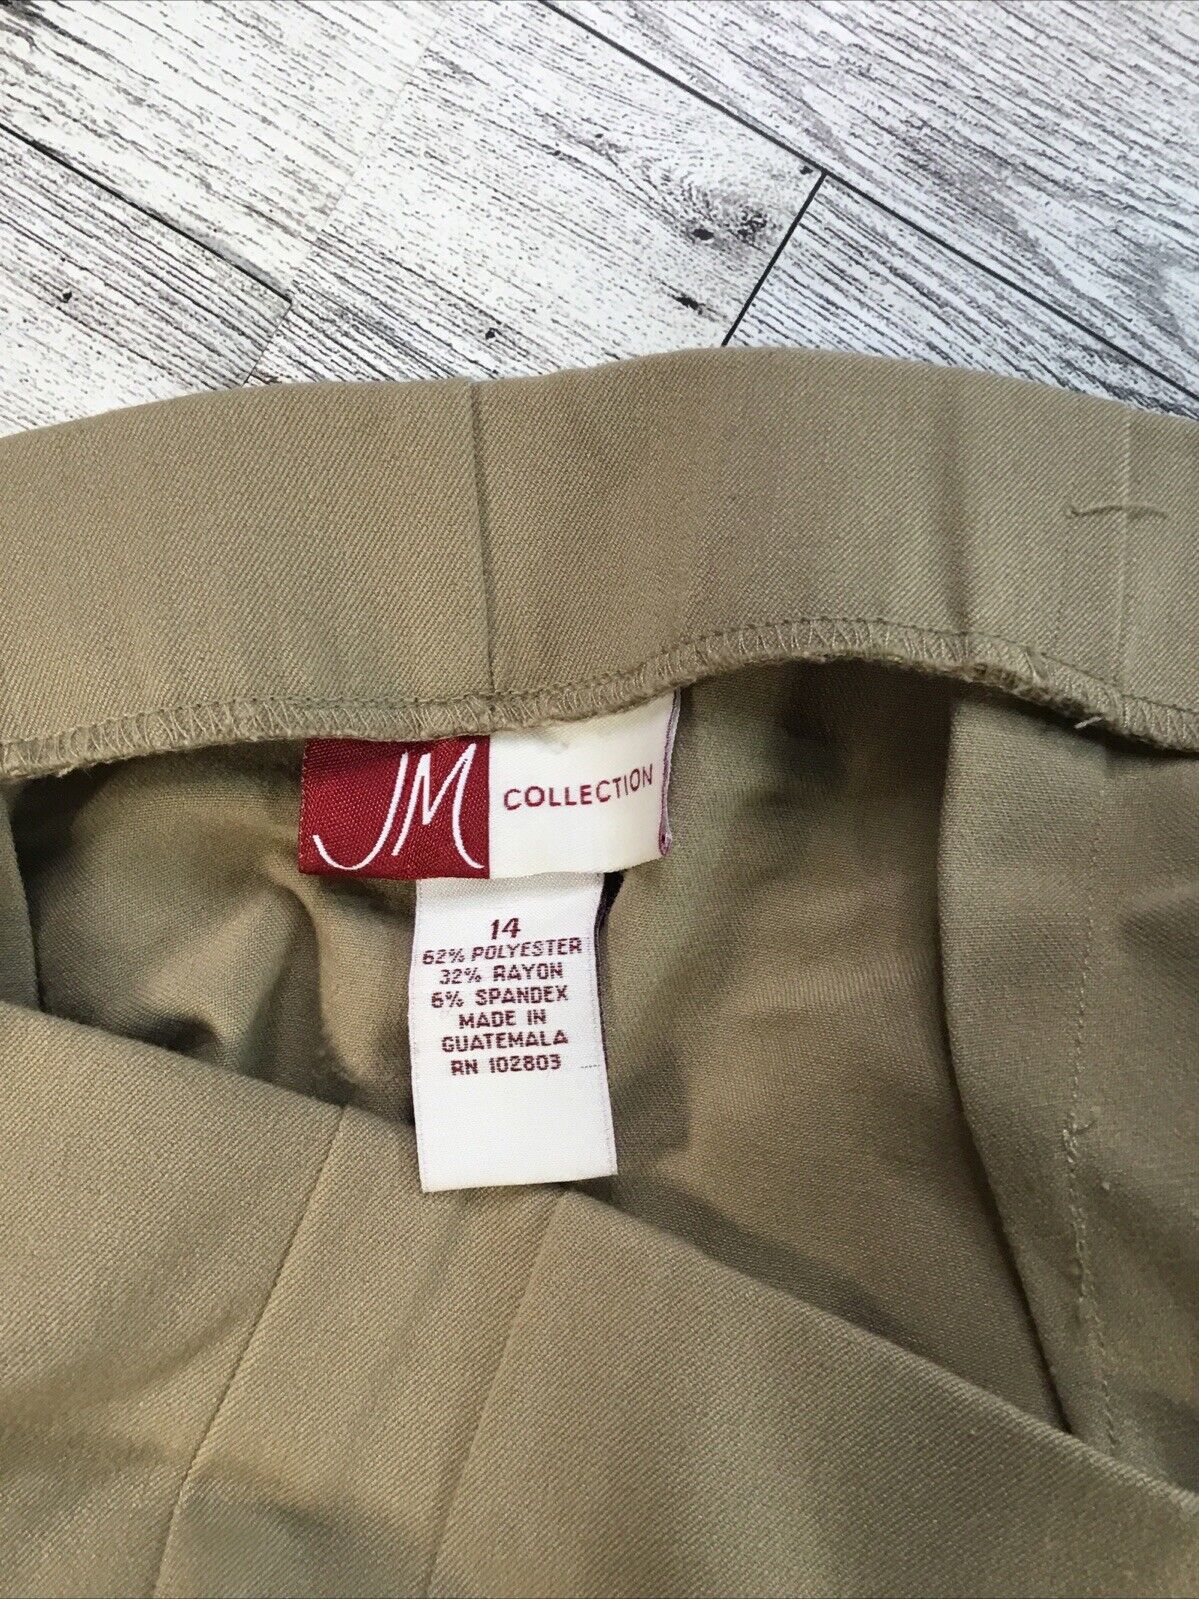 JM COLLECTION
14
62% POLYESTER
32% RAYON
6% SPANDEX
MADE IN
GUATEMALA
RN 102803